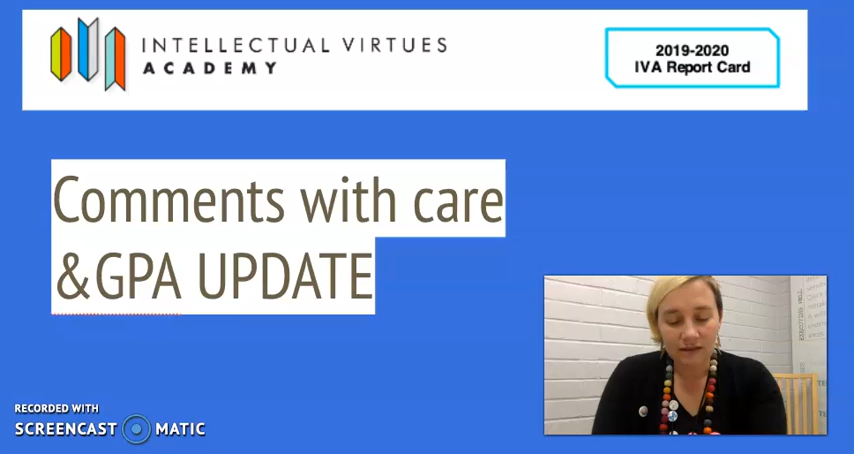 INTELLECTUAL VIRTUES
ACADEMY
2019-2020
IVA Report Card
Comments with care
&GPA UPDATE
RECORDED WITH
SCREENCAST MATIC